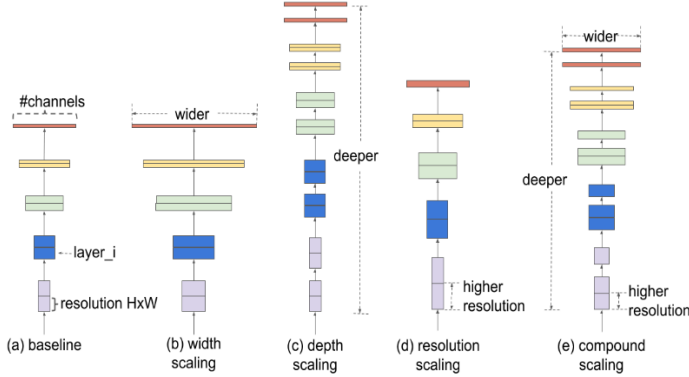 #channels
layer_i
resolution HxW
(a) baseline
wider
(b) width
scaling
deeper
(c) depth
scaling
higher
resolution
(d) resolution
scaling
wider
deeper
higher
resolution
(e) compound
scaling